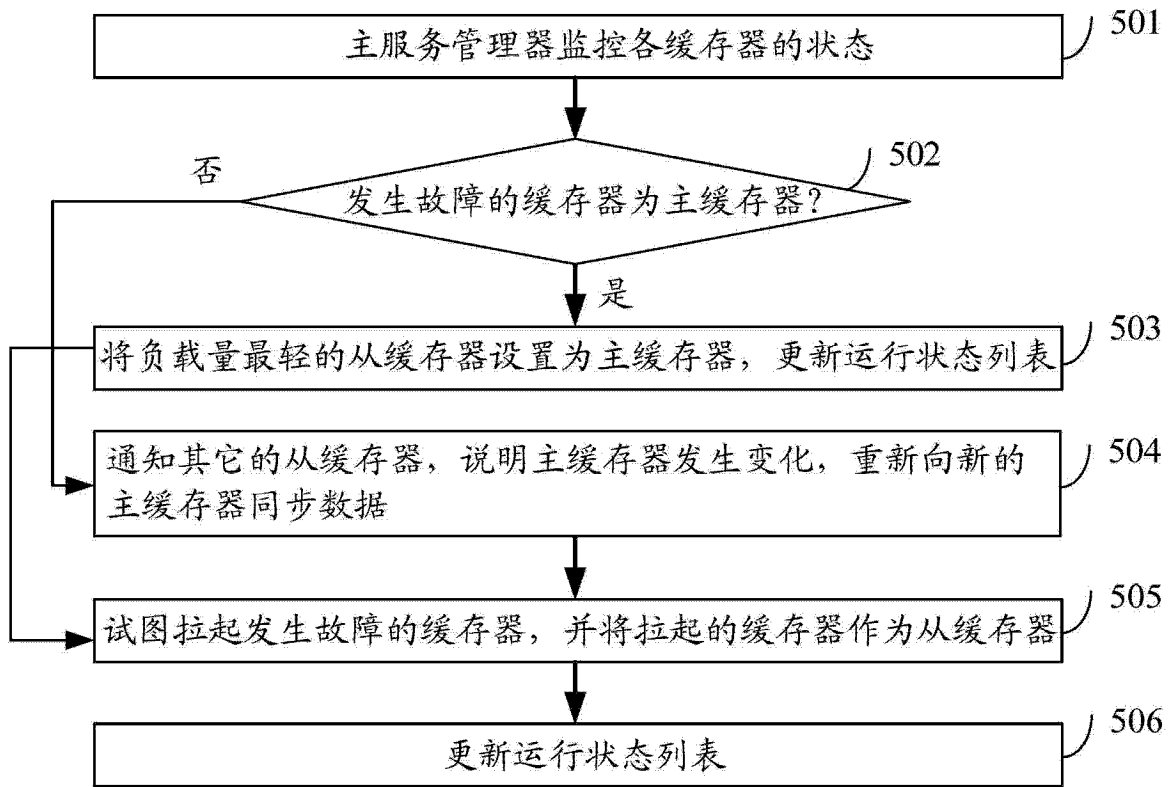 501
主服务管理器监控各缓存器的状态
502
否
发生故障的缓存器为主缓存器？
是
503
将负载量最轻的从缓存器设置为主缓存器，更新运行状态列表
504
通知其它的从缓存器，说明主缓存器发生变化，重新向新的
主缓存器同步数据
505
试图拉起发生故障的缓存器，并将拉起的缓存器作为从缓存器
506
更新运行状态列表